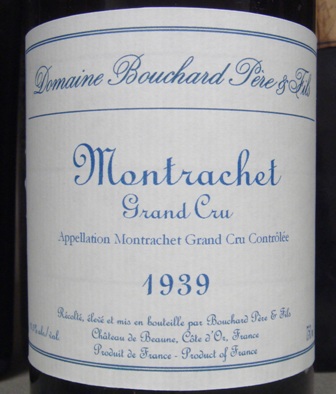 Domaine Bouchard Père & Fils
Montrachet
Grand Cru
Appellation Montrachet Grand Cru Contrôlée
1939
Récolté, élevé et mis en bouteille par Bouchard Père & Fils
Château de Beaune, Côte d'Or, France
Produit de France - Product of France